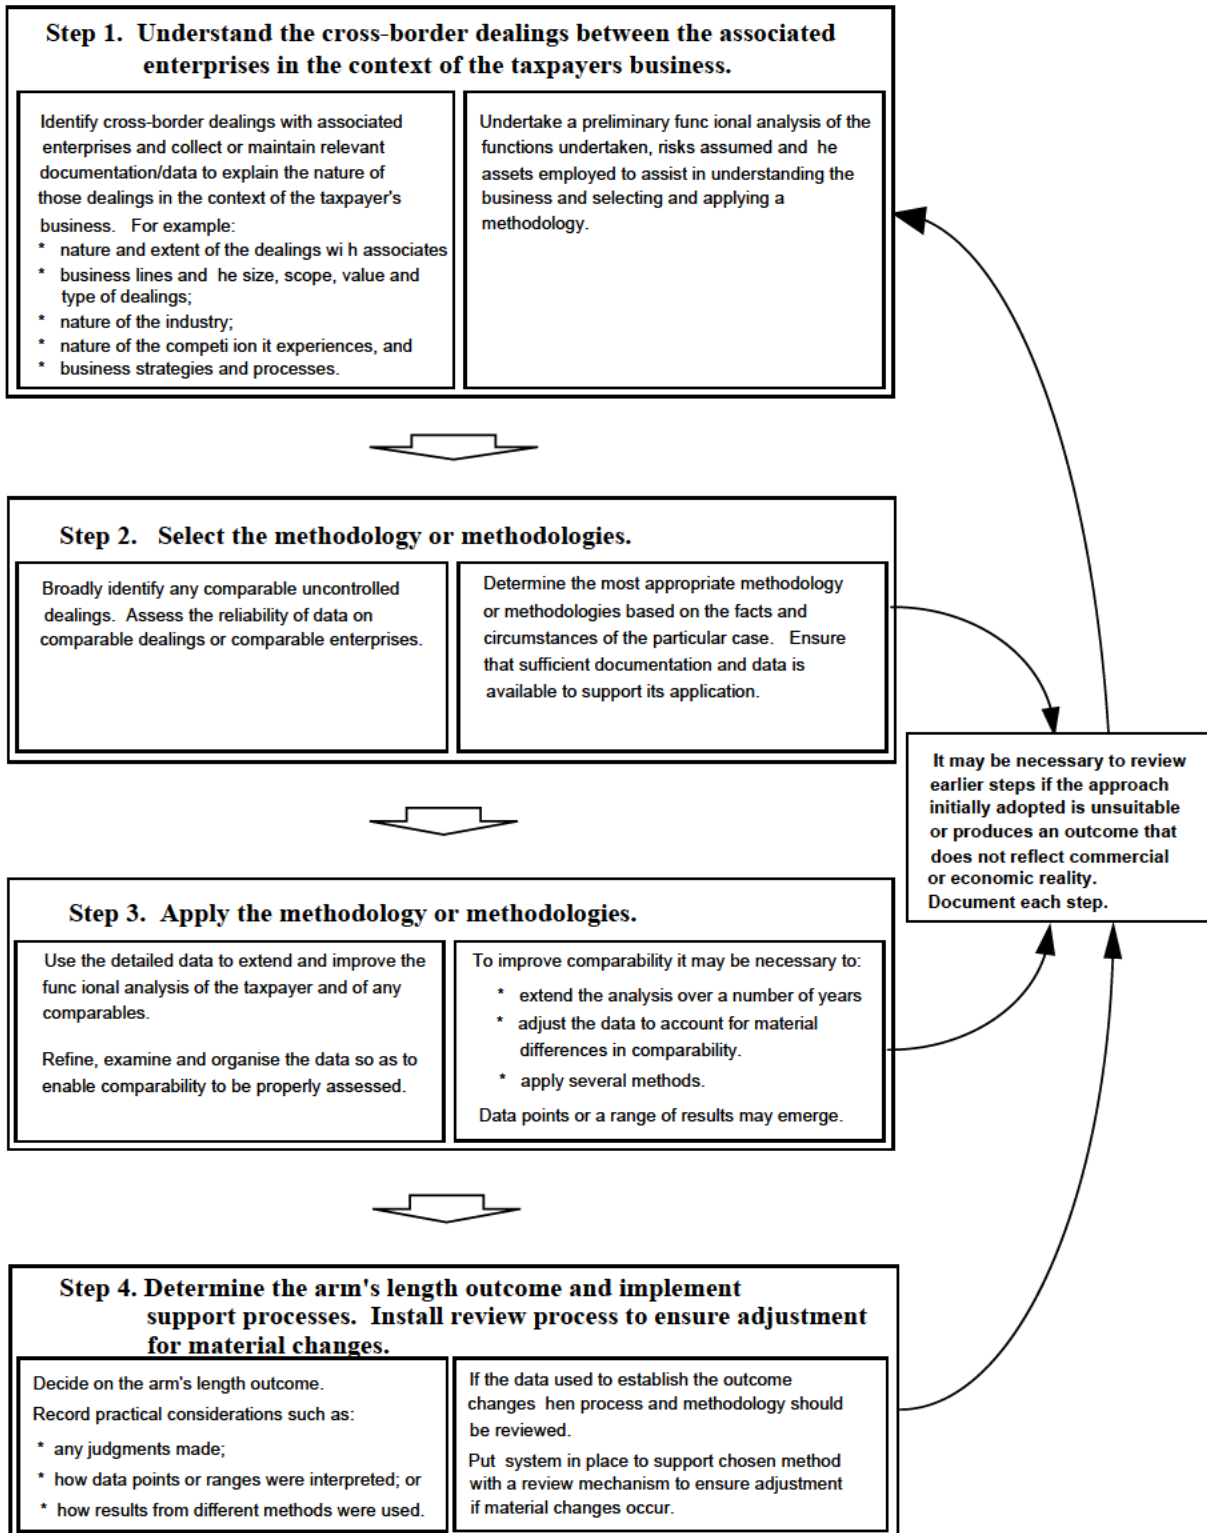 Step 1. Understand the cross-border dealings between the associated
enterprises in the context of the taxpayers business.
Identify cross-border dealings with associated
enterprises and collect or maintain relevant
documentation/data to explain the nature of
those dealings in the context of the taxpayer's
business. For example:
* nature and extent of the dealings wi h associates
* business lines and he size, scope, value and
type of dealings;
* nature of the industry;
* nature of the competi ion it experiences, and
* business strategies and processes.
Undertake a preliminary func ional analysis of the
functions undertaken, risks assumed and he
assets employed to assist in understanding the
business and selecting and applying a
methodology.
Step 2. Select the methodology or methodologies.
Broadly identify any comparable uncontrolled
dealings. Assess the reliability of data on
comparable dealings or comparable enterprises.
Determine the most appropriate methodology
or methodologies based on the facts and
circumstances of the particular case. Ensure
that sufficient documentation and data is
available to support its application.
It may be necessary to review
earlier steps if the approach
initially adopted is unsuitable
or produces an outcome that
does not reflect commercial
or economic reality.
Document each step.
Step 3. Apply the methodology or methodologies.
Use the detailed data to extend and improve the
func ional analysis of the taxpayer and of any
comparables.
Refine, examine and organise the data so as to
enable comparability to be properly assessed.
To improve comparability it may be necessary to:
* extend the analysis over a number of years
* adjust the data to account for material
differences in comparability.
* apply several methods.
Data points or a range of results may emerge.
Step 4. Determine the arm's length outcome and implement
support processes. Install review process to ensure adjustment
for material changes.
Decide on the arm's length outcome.
Record practical considerations such as:
* any judgments made;
* how data points or ranges were interpreted; or
* how results from different methods were used.
If the data used to establish the outcome
changes hen process and methodology should
be reviewed.
Put system in place to support chosen method
with a review mechanism to ensure adjustment
if material changes occur.